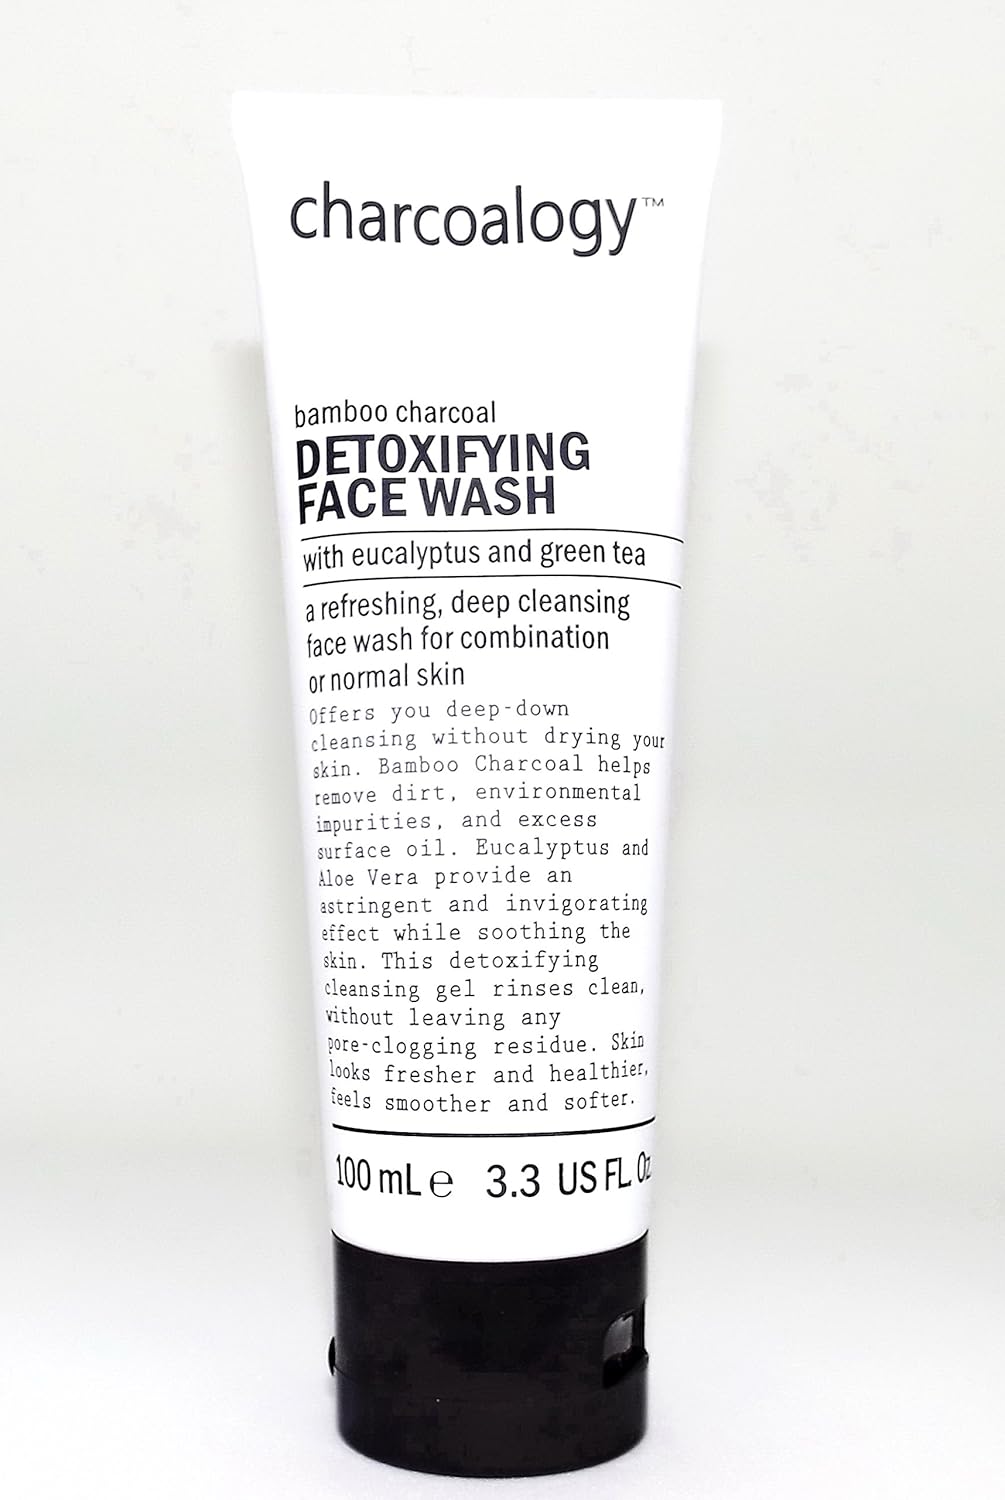 charcoalogy™
bamboo charcoal
DETOXIFYING
FACE WASH
with eucalyptus and green tea
a refreshing, deep cleansing
face wash for combination
or normal skin
Offers you deep-down
cleansing without drying your
skin. Bamboo Charcoal helps
remove dirt, environmental
impurities, and excess
surface oil. Eucalyptus and
Aloe Vera provide an
astringent and invigorating
effect while soothing the
skin. This detoxifying
cleansing gel rinses clean,
without leaving any
pore-clogging residue. Skin
looks fresher and healthier,
feels smoother and softer.
100 mL ℮ 3.3 US FL Oz